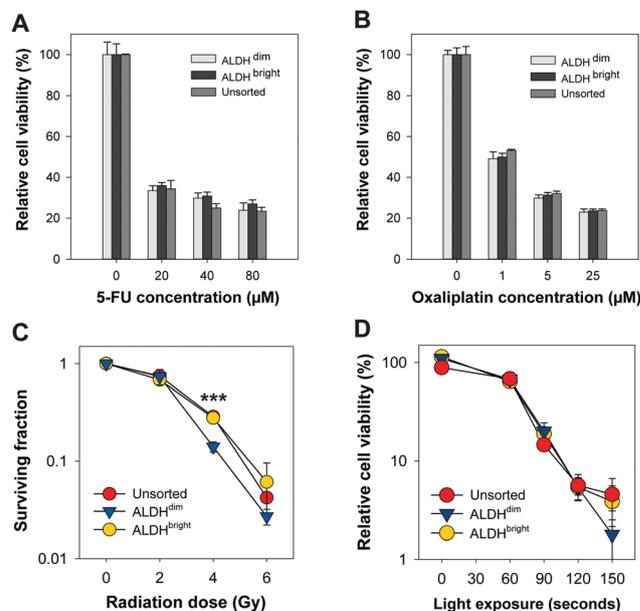 A
Relative cell viability (%)
100
80
60
40
20
0
ALDH dim
ALDH bright
Unsorted
0 20 40 80
5-FU concentration (µM)
B
Relative cell viability (%)
100
80
60
40
20
0
ALDH dim
ALDH bright
Unsorted
0 1 5 25
Oxaliplatin concentration (µM)
C
Surviving fraction
1
0.1
0.01
***
Unsorted
ALDH dim
ALDH bright
0 2 4 6
Radiation dose (Gy)
D
Relative cell viability (%)
100
10
1
Unsorted
ALDH dim
ALDH bright
0 30 60 90 120 150
Light exposure (seconds)